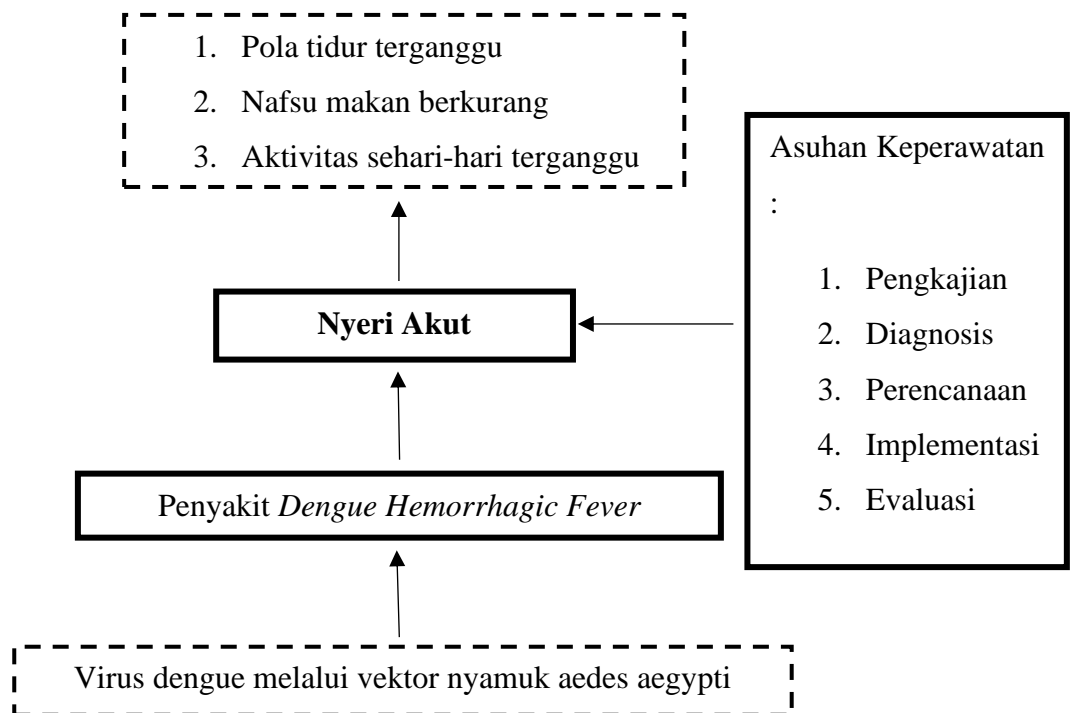 1. Pola tidur terganggu
2. Nafsu makan berkurang
3. Aktivitas sehari-hari terganggu
Asuhan Keperawatan
:
1. Pengkajian
2. Diagnosis
3. Perencanaan
4. Implementasi
5. Evaluasi
Nyeri Akut
Penyakit Dengue Hemorrhagic Fever
Virus dengue melalui vektor nyamuk aedes aegypti